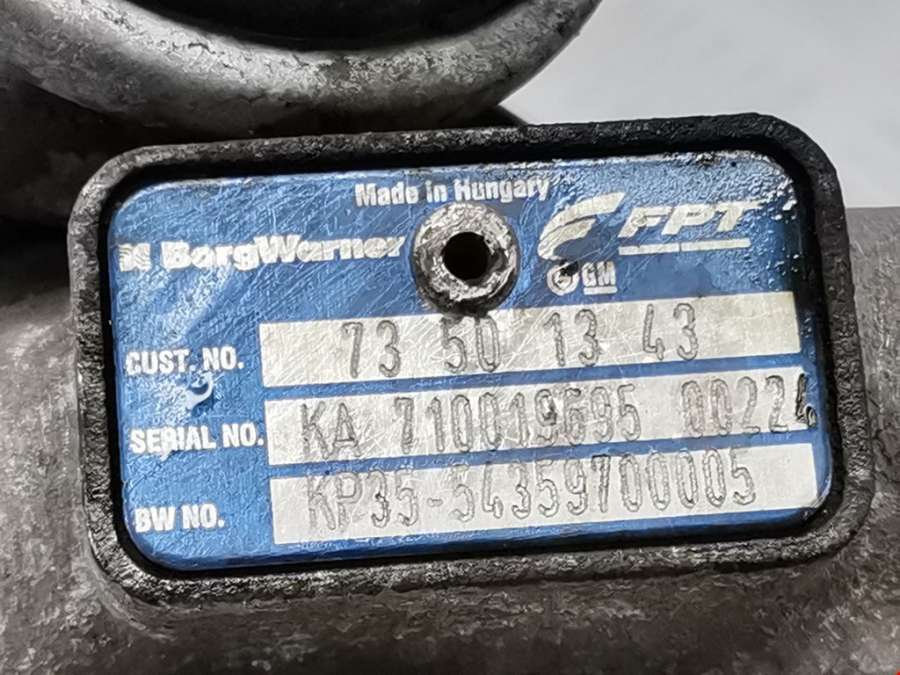 Made in Hungary
BorgWarner
FPT
GM
CUST. NO. 73 50 13 43
SERIAL NO. KA 710019695 00224
BW NO. KP35-54359700005